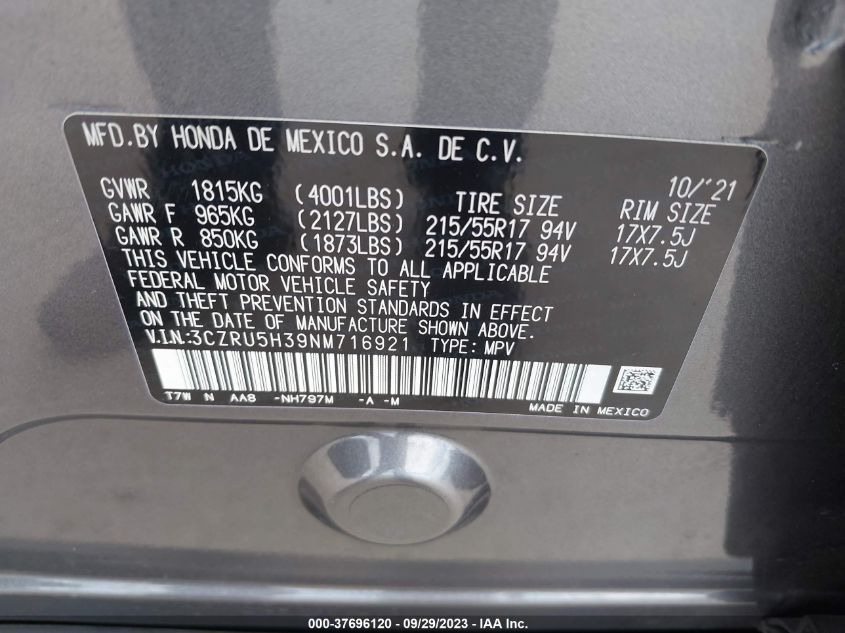 MFD.BY HONDA DE MEXICO S.A. DE C.V.
10/'21
GVWR 1815KG (4001LBS) TIRE SIZE RIM SIZE
GAWR F 965KG (2127LBS) 215/55R17 94V 17X7.5J
GAWR R 850KG (1873LBS) 215/55R17 94V 17X7.5J
THIS VEHICLE CONFORMS TO ALL APPLICABLE
FEDERAL MOTOR VEHICLE SAFETY
AND THEFT PREVENTION STANDARDS IN EFFECT
ON THE DATE OF MANUFACTURE SHOWN ABOVE.
V.I.N:3CZRU5H39NM716921 TYPE: MPV
T7W N AA8 -NH797M -A -M
MADE IN MEXICO
000-37696120 - 09/29/2023 - IAA Inc.